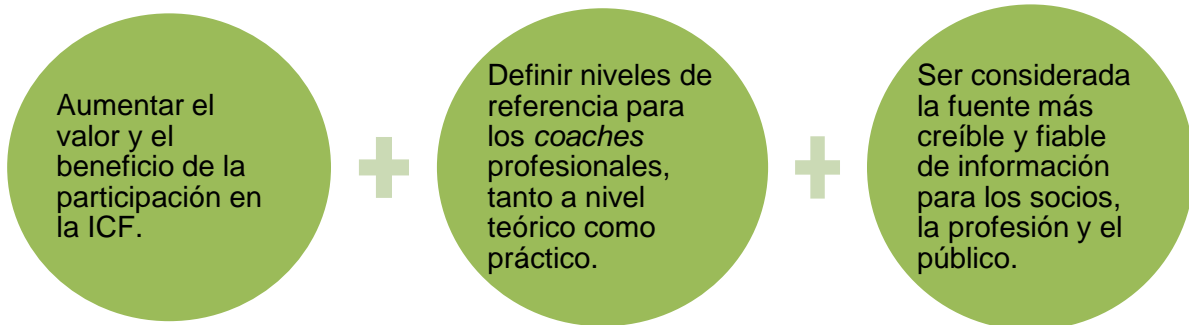 Aumentar el
valor y el
beneficio de la
participación en
la ICF.
Definir niveles de
referencia para
los coaches
profesionales,
tanto a nivel
teórico como
práctico.
Ser considerada
la fuente más
creíble y fiable
de información
para los socios,
la profesión y el
público.